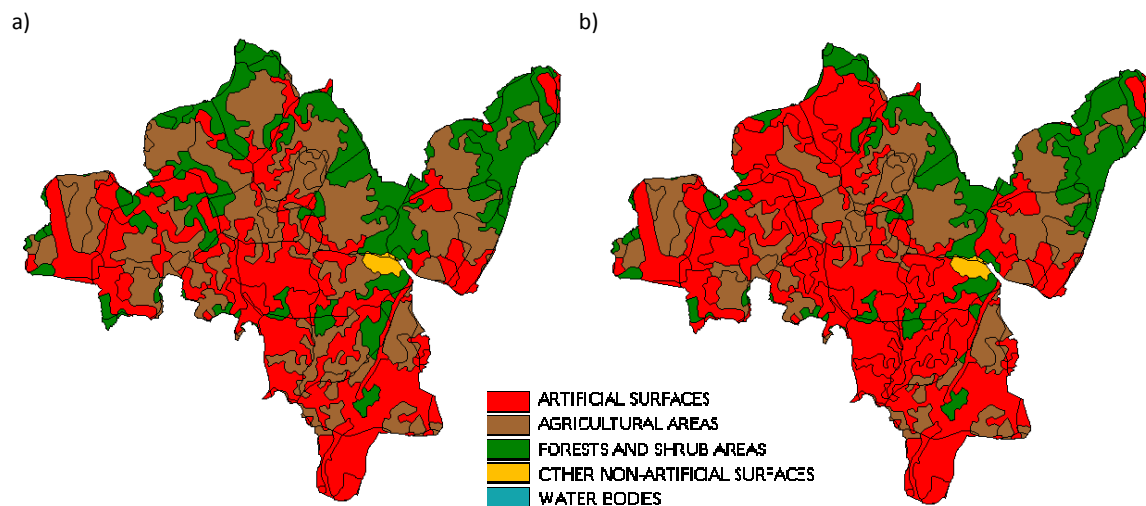 a)
b)
ARTIFICIAL SURFACES
AGRICULTURAL AREAS
FORESTS AND SHRUB AREAS
CTHER NON-ARTIFICIAL SURFACES
WATER BODIES